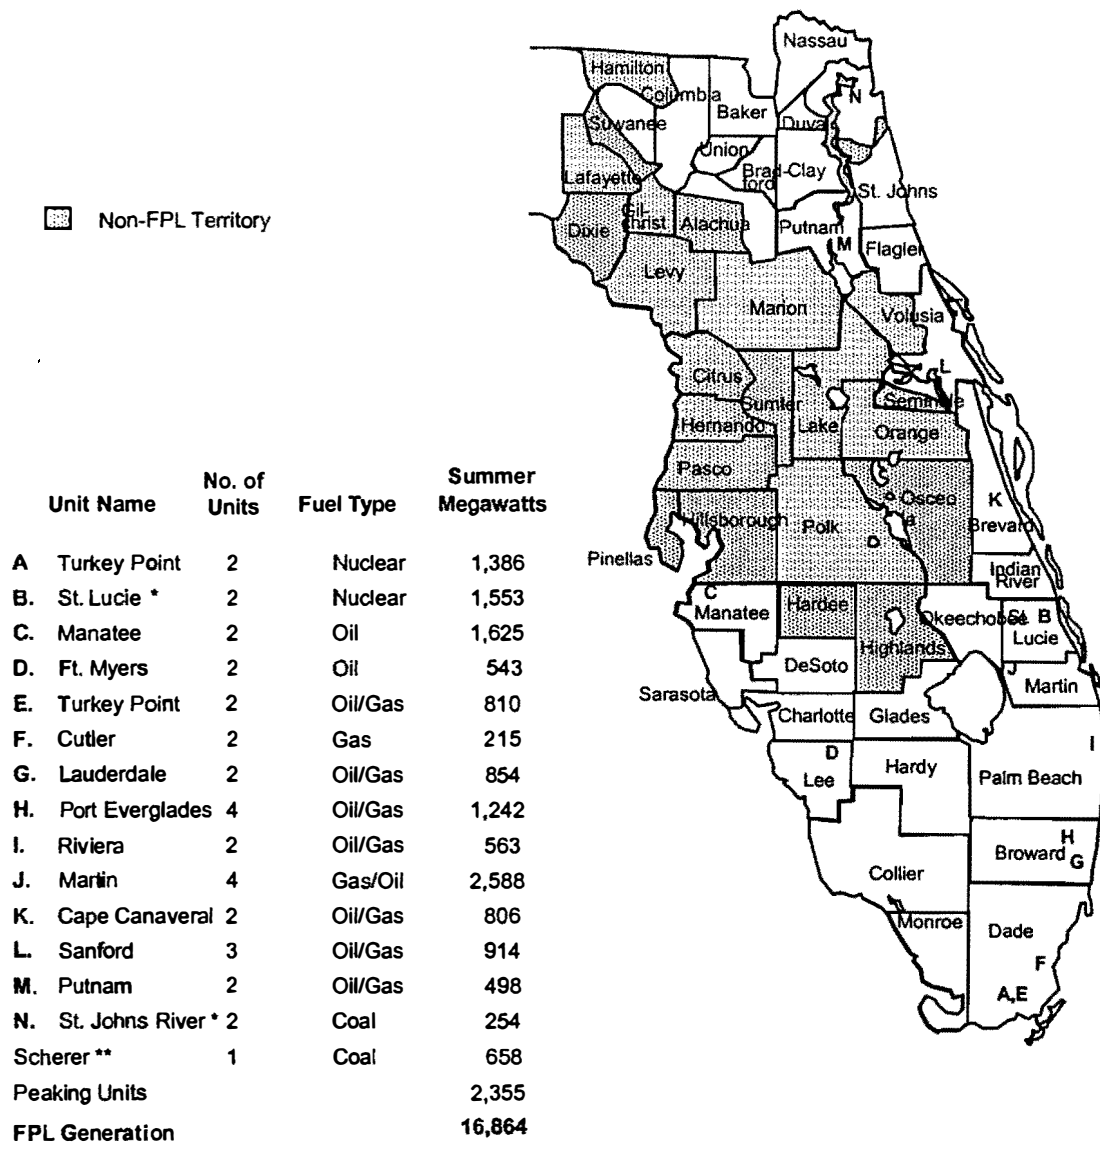 Non-FPL Territory
Unit Name No. of Units Fuel Type Summer Megawatts
A Turkey Point 2 Nuclear 1,386
B. St. Lucie * 2 Nuclear 1,553
C. Manatee 2 Oil 1,625
D. Ft. Myers 2 Oil 543
E. Turkey Point 2 Oil/Gas 810
F. Cutler 2 Gas 215
G. Lauderdale 2 Oil/Gas 854
H. Port Everglades 4 Oil/Gas 1,242
I. Riviera 2 Oil/Gas 563
J. Martin 4 Gas/Oil 2,588
K. Cape Canaveral 2 Oil/Gas 806
L. Sanford 3 Oil/Gas 914
M. Putnam 2 Oil/Gas 498
N. St. Johns River * 2 Coal 254
Scherer ** 1 Coal 658
Peaking Units 2,355
FPL Generation 16,864
Nassau
Hamilton
Columbia
N
Baker
Duval
Suwanee
Union
Brad-
ford
Clay
Lafayette
St. Johns
Gil-
christ
Alachua
Putnam
Dixie
M
Flagler
Levy
Marion
Volusia
L
Citrus
Sumter
Seminole
Hernando
Lake
Orange
Pasco
K
Osceo
la
Hillsborough
Polk
Brevard
Pinellas
D
Indian
River
C
Manatee
Hardee
Okeechobee
St. B
Lucie
Highlands
DeSoto
J
Martin
Sarasota
Charlotte
Glades
I
D
Lee
Hardy
Palm Beach
H
Broward
G
Collier
Monroe
Dade
F
A,E